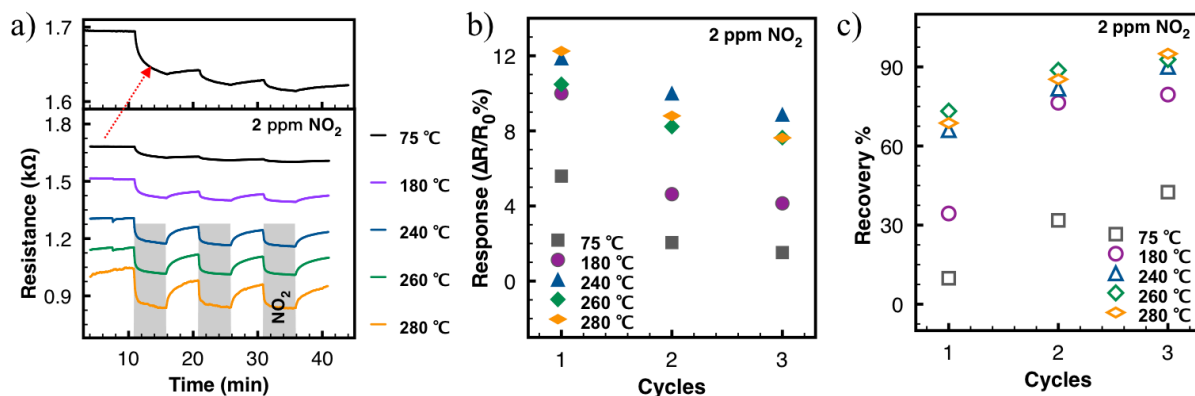 a)
1.7
1.6
1.8
1.5
1.2
0.9
Resistance (kΩ)
2 ppm NO₂
NO₂
10 20 30 40
Time (min)
75 ℃
180 ℃
240 ℃
260 ℃
280 ℃
b)
2 ppm NO₂
12
8
4
0
Response (ΔR/R₀%)
75 ℃
180 ℃
240 ℃
260 ℃
280 ℃
1 2 3
Cycles
c)
2 ppm NO₂
90
60
30
0
Recovery %
75 ℃
180 ℃
240 ℃
260 ℃
280 ℃
1 2 3
Cycles